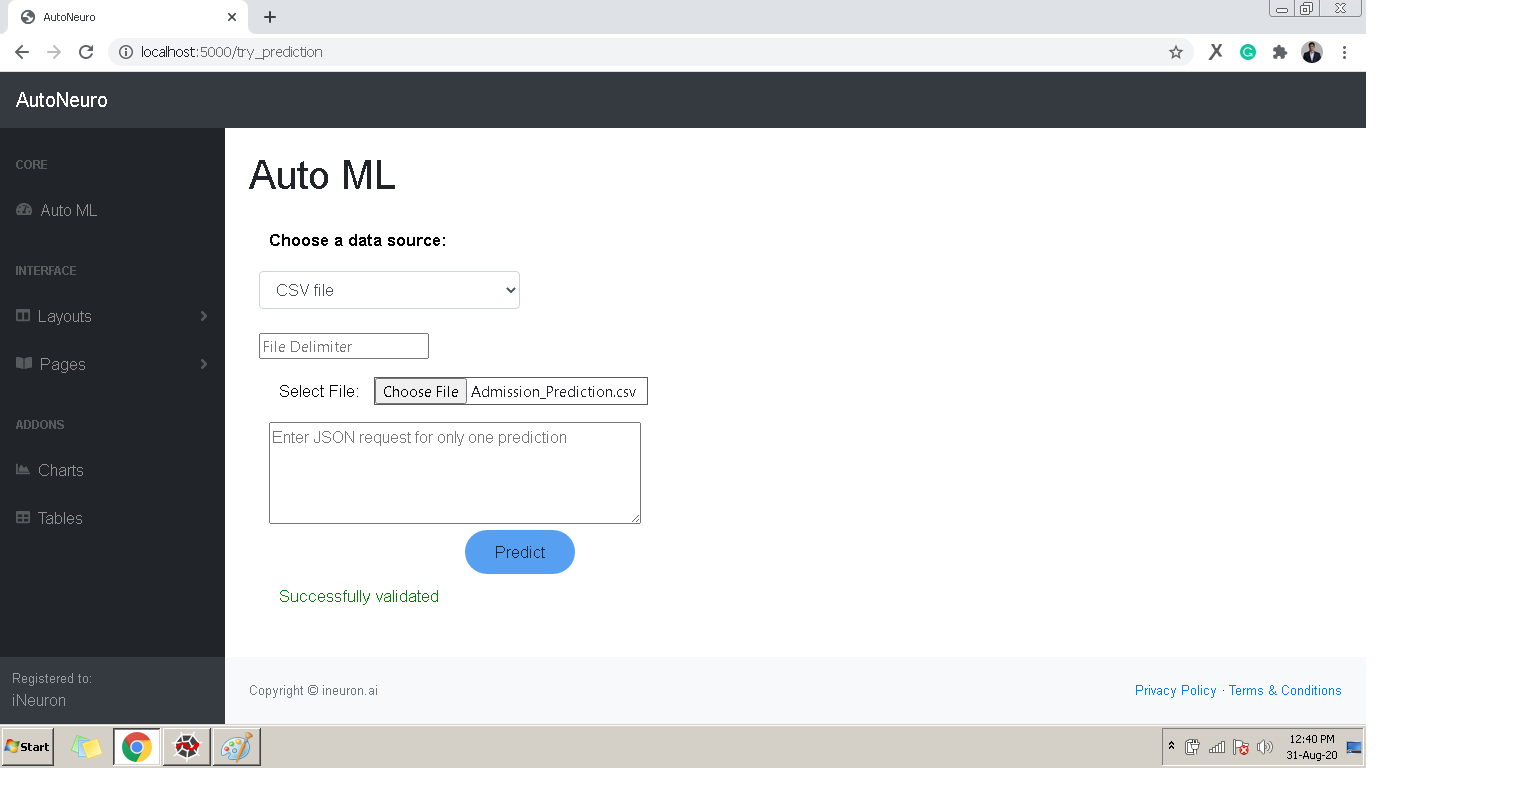 AutoNeuro
localhost:5000/try_prediction
AutoNeuro
CORE
Auto ML
INTERFACE
Layouts
Pages
ADDONS
Charts
Tables
Registered to:
iNeuron
Auto ML
Choose a data source:
CSV file
File Delimiter
Select File: Choose File Admission_Prediction.csv
Enter JSON request for only one prediction
Predict
Successfully validated
Copyright © ineuron.ai
Privacy Policy · Terms & Conditions
Start
12:40 PM
31-Aug-20